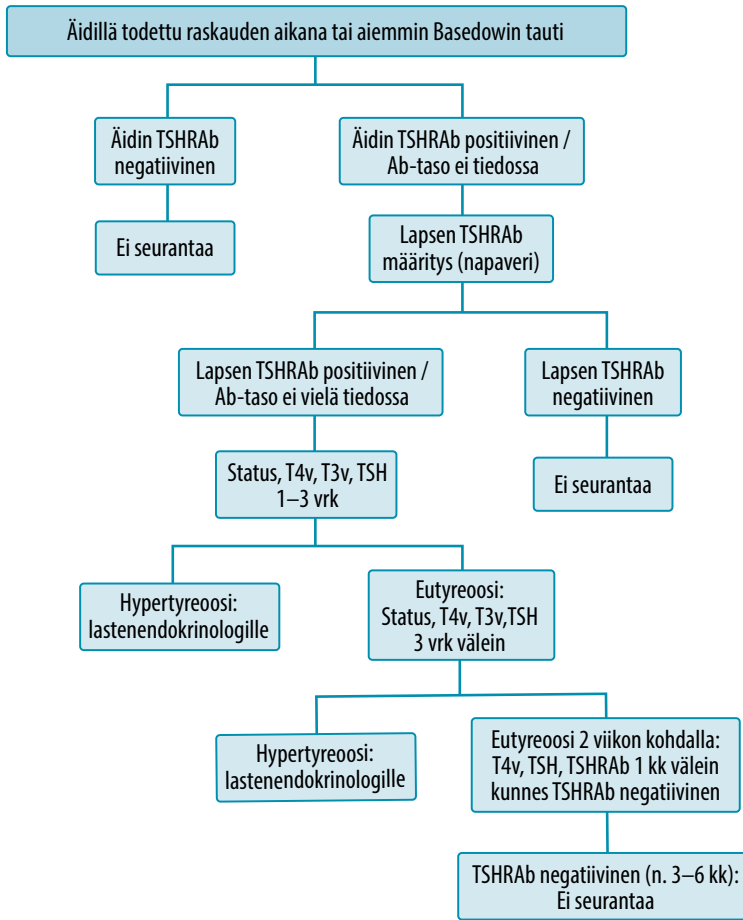 Äidillä todettu raskauden aikana tai aiemmin Basedowin tauti
Äidin TSHRAb
negatiivinen
Äidin TSHRAb positiivinen /
Ab-taso ei tiedossa
Ei seurantaa
Lapsen TSHRAb
määritys (napaveri)
Lapsen TSHRAb positiivinen /
Ab-taso ei vielä tiedossa
Lapsen TSHRAb
negatiivinen
Status, T4v, T3v, TSH
1–3 vrk
Ei seurantaa
Hypertyreoosi:
lastenendokrinologille
Eutyreoosi:
Status, T4v, T3v,TSH
3 vrk välein
Hypertyreoosi:
lastenendokrinologille
Eutyreoosi 2 viikon kohdalla:
T4v, TSH, TSHRAb 1 kk välein
kunnes TSHRAb negatiivinen
TSHRAb negatiivinen (n. 3–6 kk):
Ei seurantaa